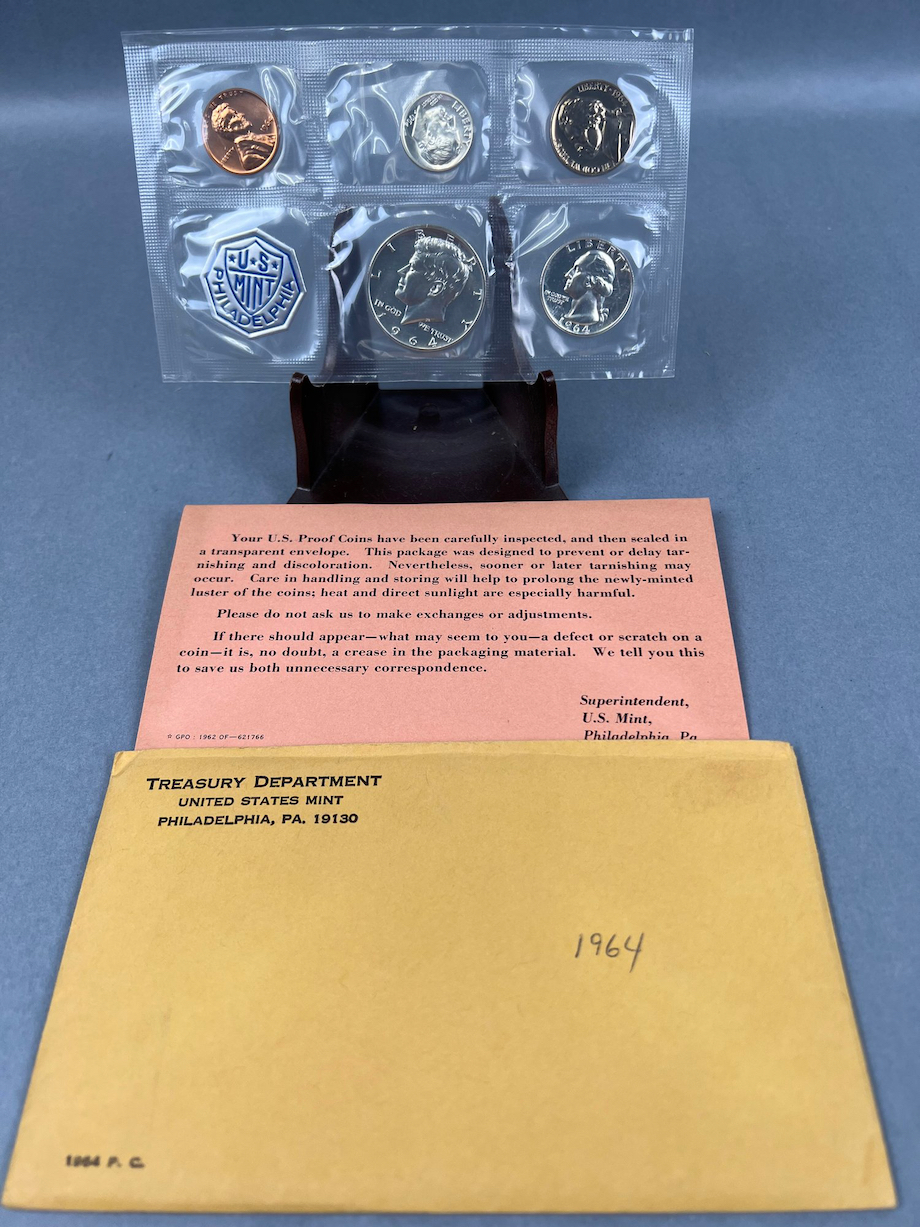 LIBERTY
LIBERTY · 1964
U·S
MINT
PHILADELPHIA
LIBERTY
IN GOD WE TRUST
1964
LIBERTY
IN GOD WE
TRUST
1964
Your U.S. Proof Coins have been carefully inspected, and then sealed in
a transparent envelope. This package was designed to prevent or delay tar-
nishing and discoloration. Nevertheless, sooner or later tarnishing may
occur. Care in handling and storing will help to prolong the newly-minted
luster of the coins; heat and direct sunlight are especially harmful.
Please do not ask us to make exchanges or adjustments.
If there should appear—what may seem to you—a defect or scratch on a
coin—it is, no doubt, a crease in the packaging material. We tell you this
to save us both unnecessary correspondence.
Superintendent,
U.S. Mint,
Philadelphia, Pa.
☆ GPO : 1962 OF—621766
TREASURY DEPARTMENT
UNITED STATES MINT
PHILADELPHIA, PA. 19130
1964
1964 P. C.